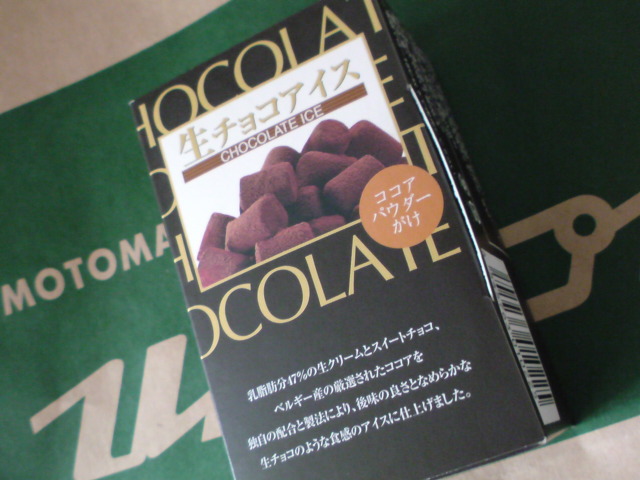 CHOCOLAT
生チョコアイス
CHOCOLATE ICE
ココア
パウダー
がけ
OCOLATE
乳脂肪分47%の生クリームとスイートチョコ、
ベルギー産の厳選されたココアを
独自の配合と製法により、後味の良さとなめらかな
生チョコのような食感のアイスに仕上げました。
MOTOMA